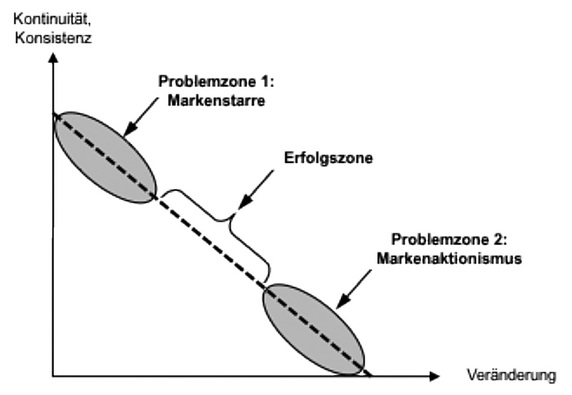 Kontinuität,
Konsistenz
Problemzone 1:
Markenstarre
Erfolgszone
Problemzone 2:
Markenaktionismus
Veränderung